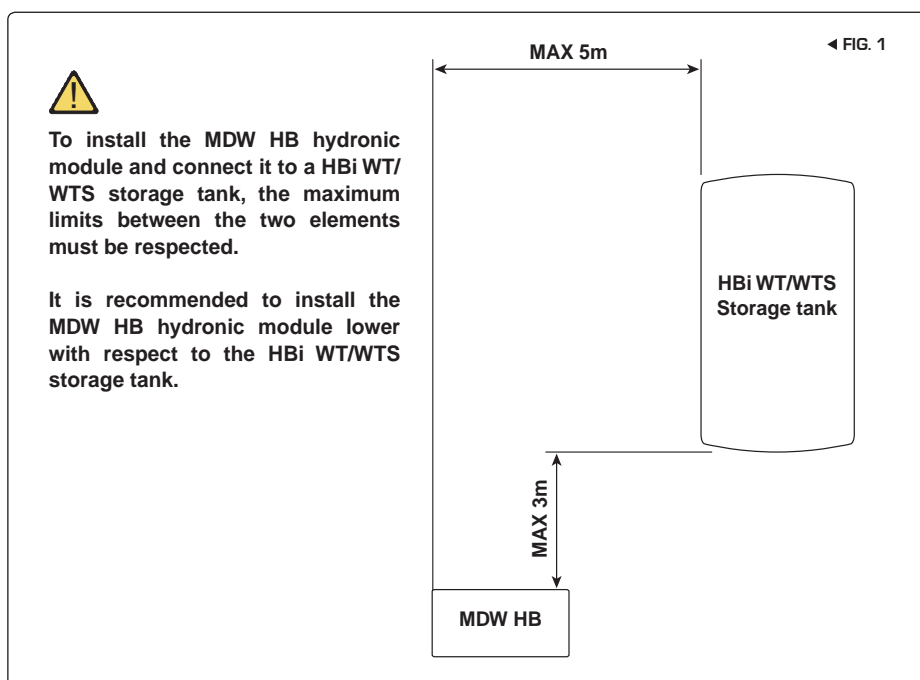 ◄ FIG. 1
MAX 5m
To install the MDW HB hydronic
module and connect it to a HBi WT/
WTS storage tank, the maximum
limits between the two elements
must be respected.
It is recommended to install the
MDW HB hydronic module lower
with respect to the HBi WT/WTS
storage tank.
HBi WT/WTS
Storage tank
MAX 3m
MDW HB